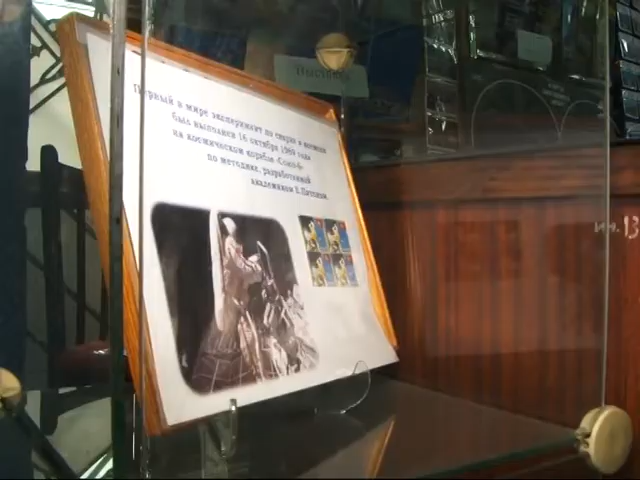 Первый в мире эксперимент по сварке в космосе
был выполнен 16 октября 1969 года
на космическом корабле «Союз-6»
по методике, разработанной
академиком Б.Патоном.
13